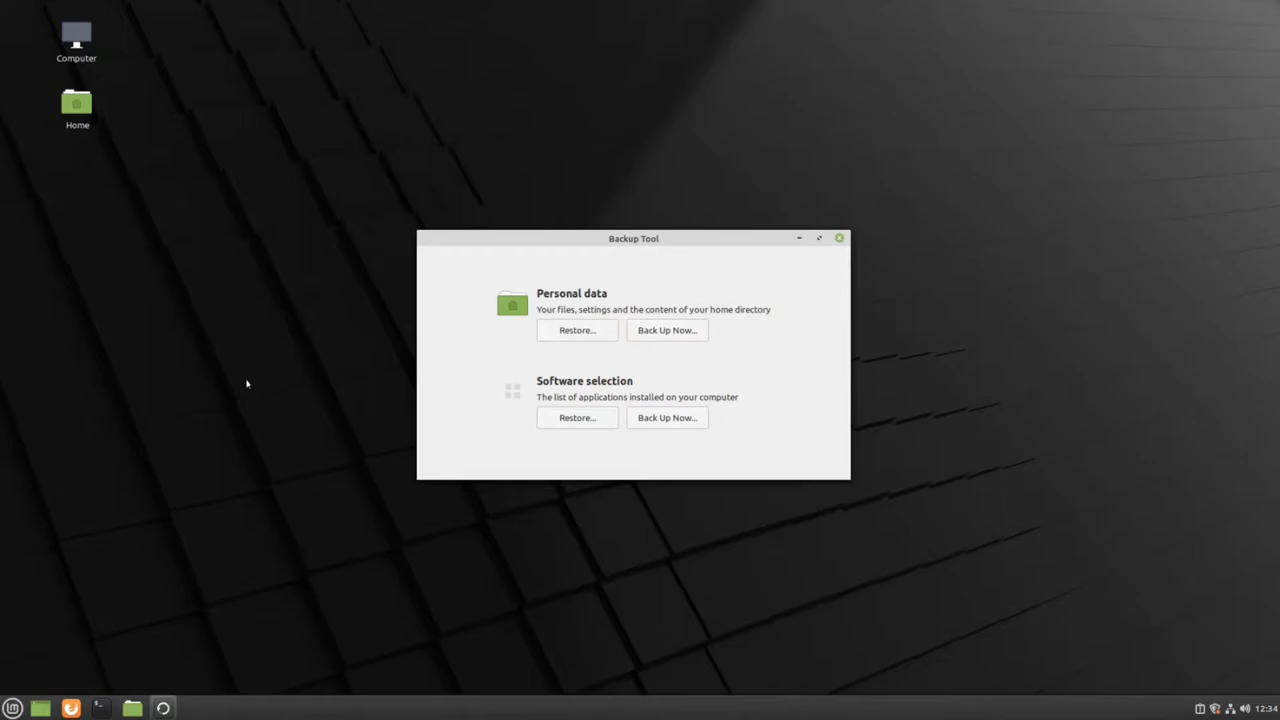 Computer
Home
Backup Tool
Personal data
Your files, settings and the content of your home directory
Restore...
Back Up Now...
Software selection
The list of applications installed on your computer
Restore...
Back Up Now...
12:34